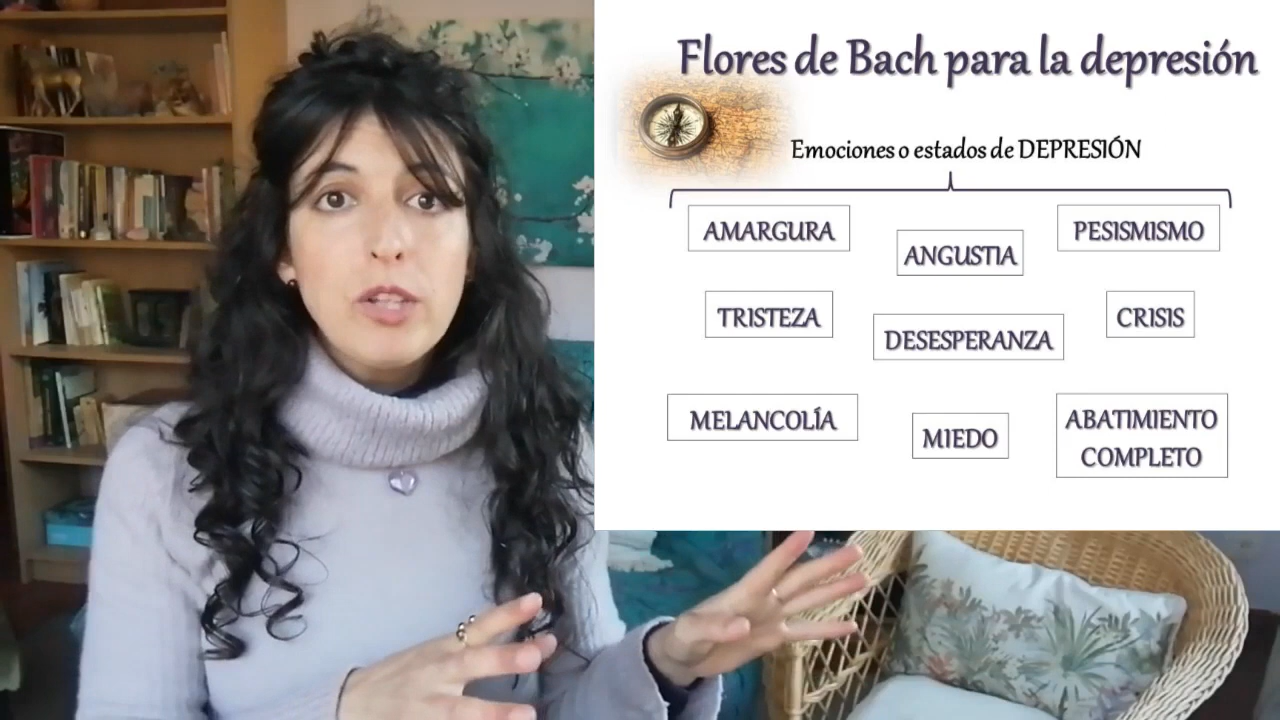 Flores de Bach para la depresión
Emociones o estados de DEPRESIÓN
AMARGURA
ANGUSTIA
PESISMISMO
TRISTEZA
DESESPERANZA
CRISIS
MELANCOLÍA
MIEDO
ABATIMIENTO
COMPLETO